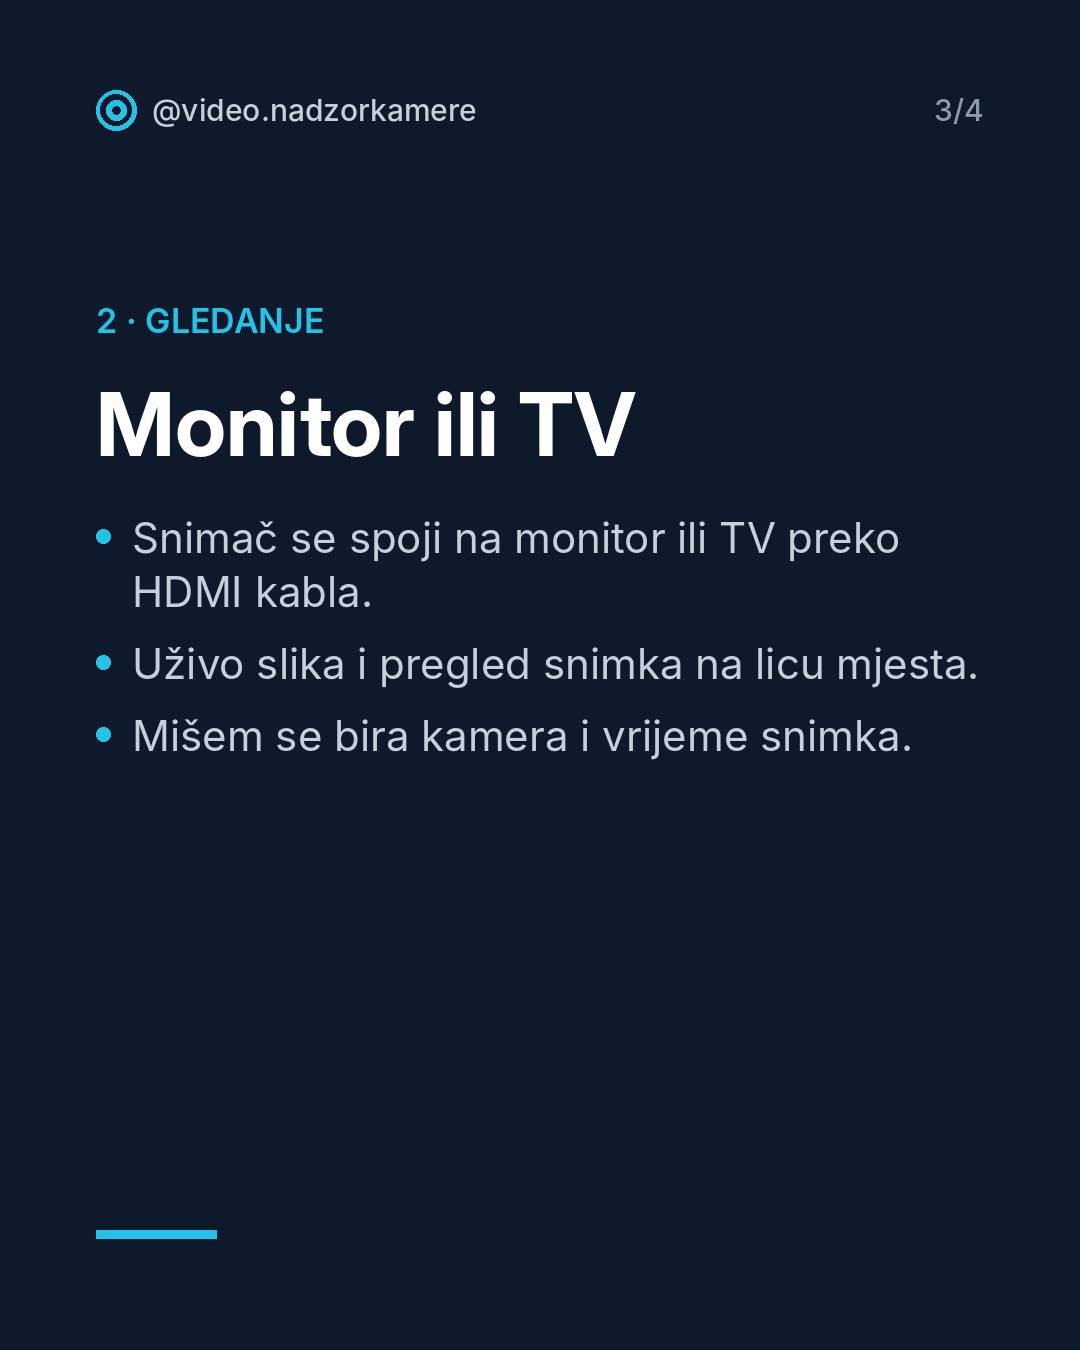 @video.nadzorkamere
3/4
2 · GLEDANJE
Monitor ili TV
• Snimač se spoji na monitor ili TV preko
HDMI kabla.
• Uživo slika i pregled snimka na licu mjesta.
• Mišem se bira kamera i vrijeme snimka.